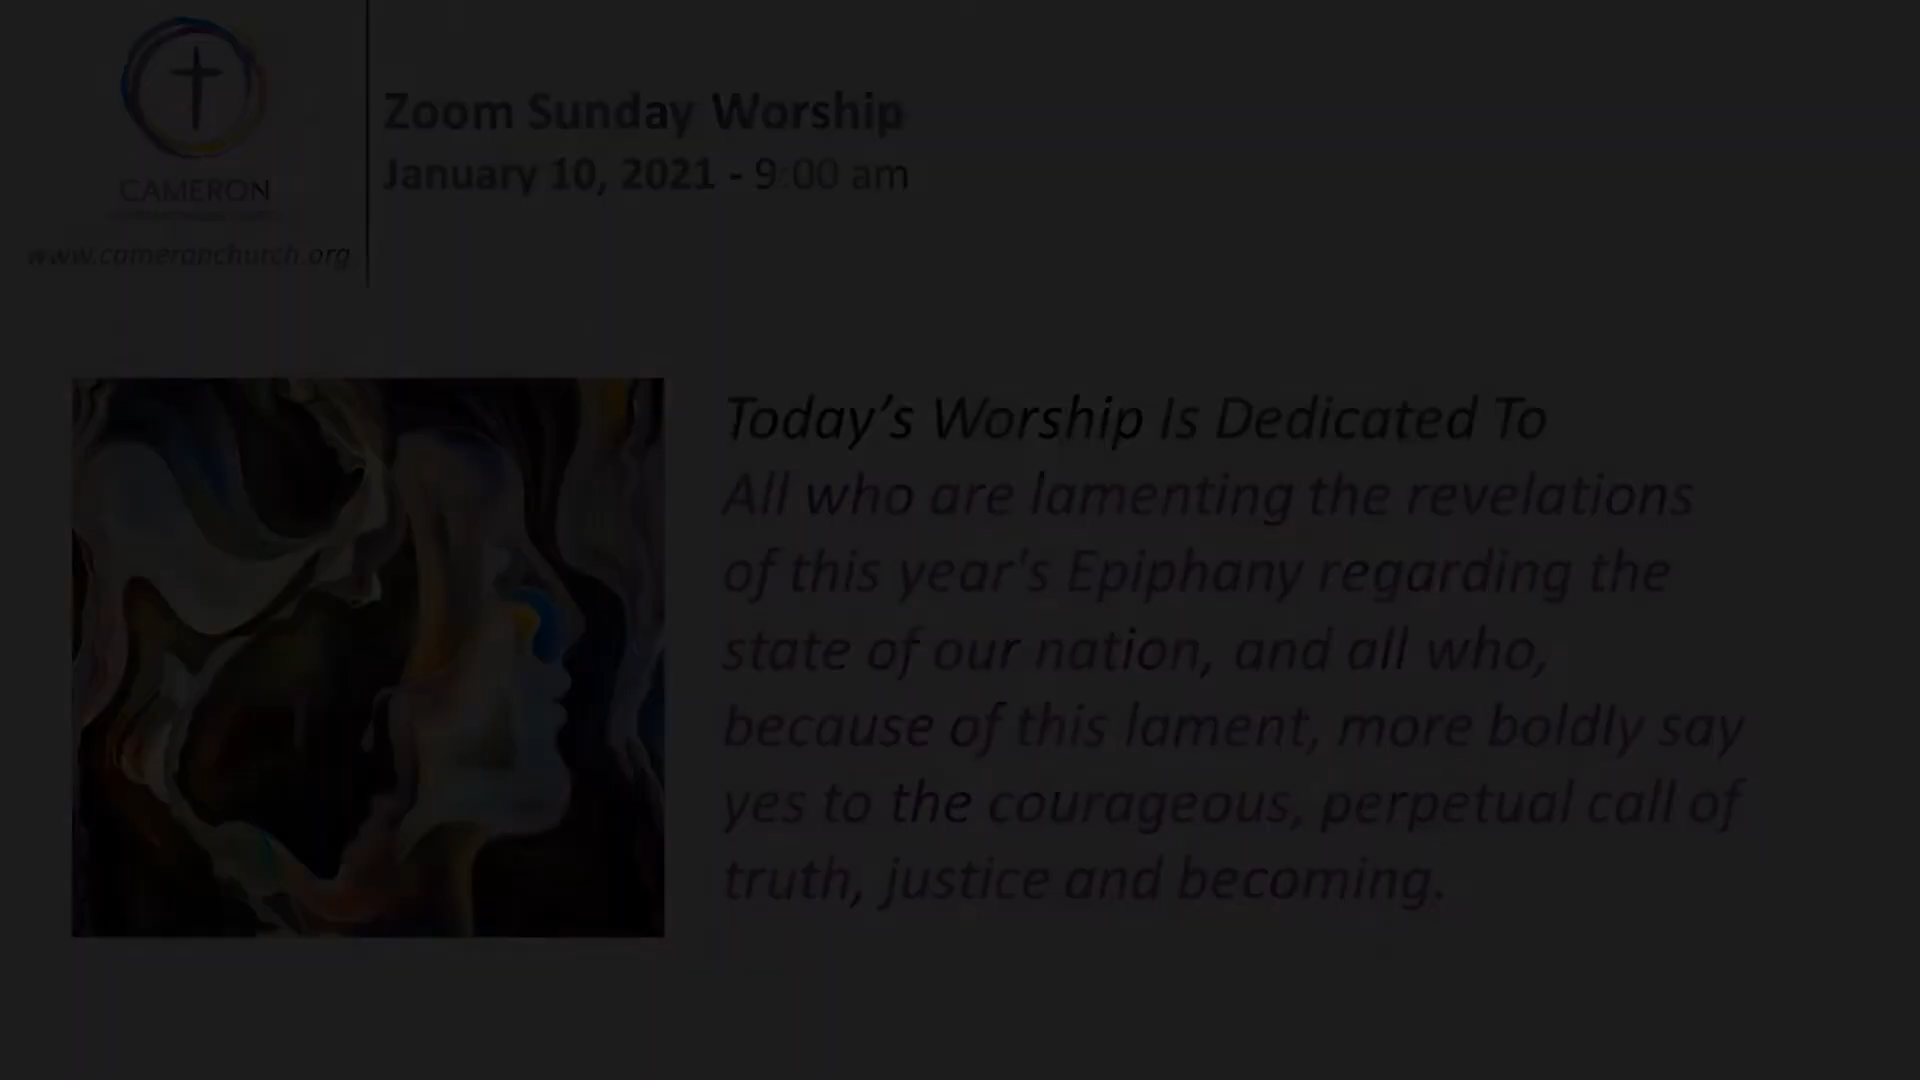 CAMERON
www.cameronchurch.org
Zoom Sunday Worship
January 10, 2021 - 9:00 am
Today’s Worship Is Dedicated To
All who are lamenting the revelations
of this year's Epiphany regarding the
state of our nation, and all who,
because of this lament, more boldly say
yes to the courageous, perpetual call of
truth, justice and becoming.